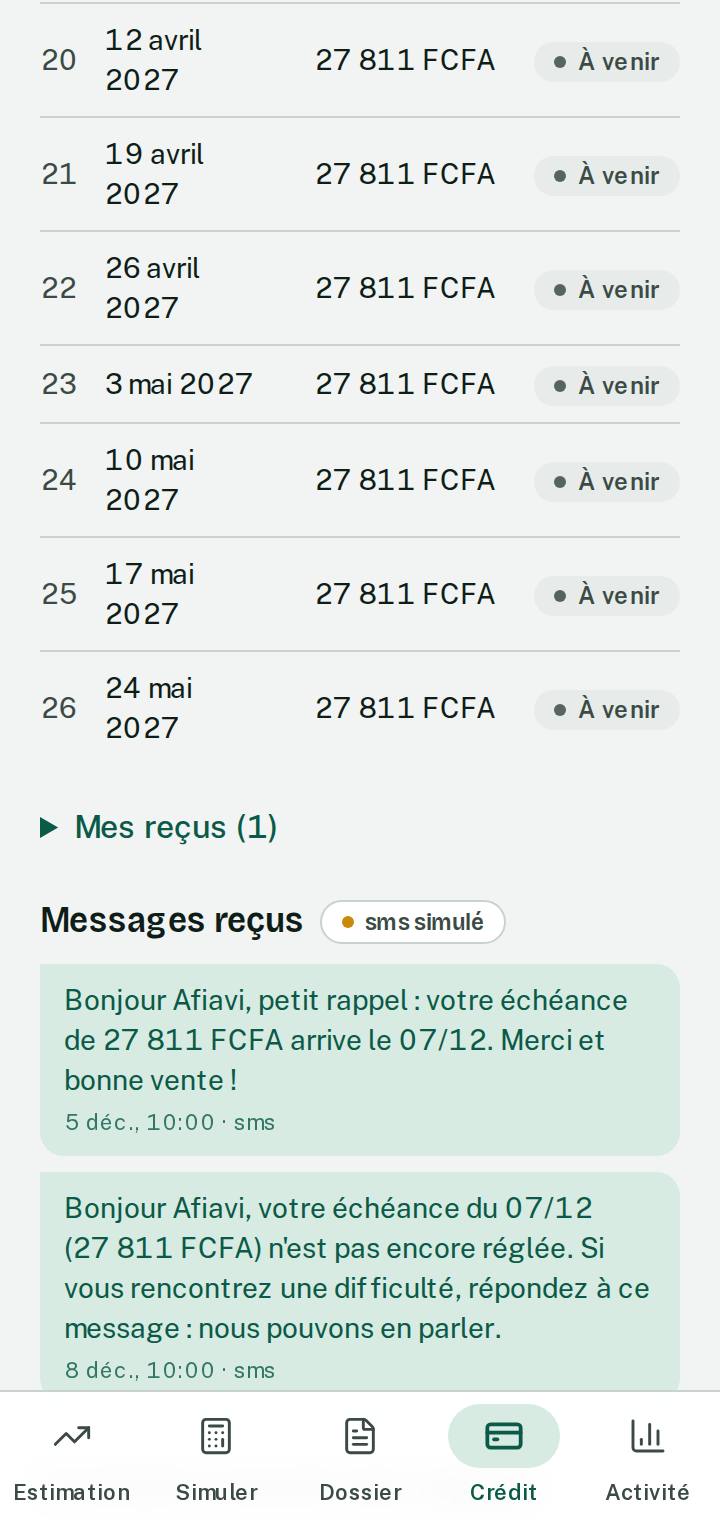 20 12 avril 2027 27 811 FCFA À venir
21 19 avril 2027 27 811 FCFA À venir
22 26 avril 2027 27 811 FCFA À venir
23 3 mai 2027 27 811 FCFA À venir
24 10 mai 2027 27 811 FCFA À venir
25 17 mai 2027 27 811 FCFA À venir
26 24 mai 2027 27 811 FCFA À venir
Mes reçus (1)
Messages reçus sms simulé
Bonjour Afiavi, petit rappel : votre échéance
de 27 811 FCFA arrive le 07/12. Merci et
bonne vente !
5 déc., 10:00 · sms
Bonjour Afiavi, votre échéance du 07/12
(27 811 FCFA) n'est pas encore réglée. Si
vous rencontrez une difficulté, répondez à ce
message : nous pouvons en parler.
8 déc., 10:00 · sms
Estimation Simuler Dossier Crédit Activité